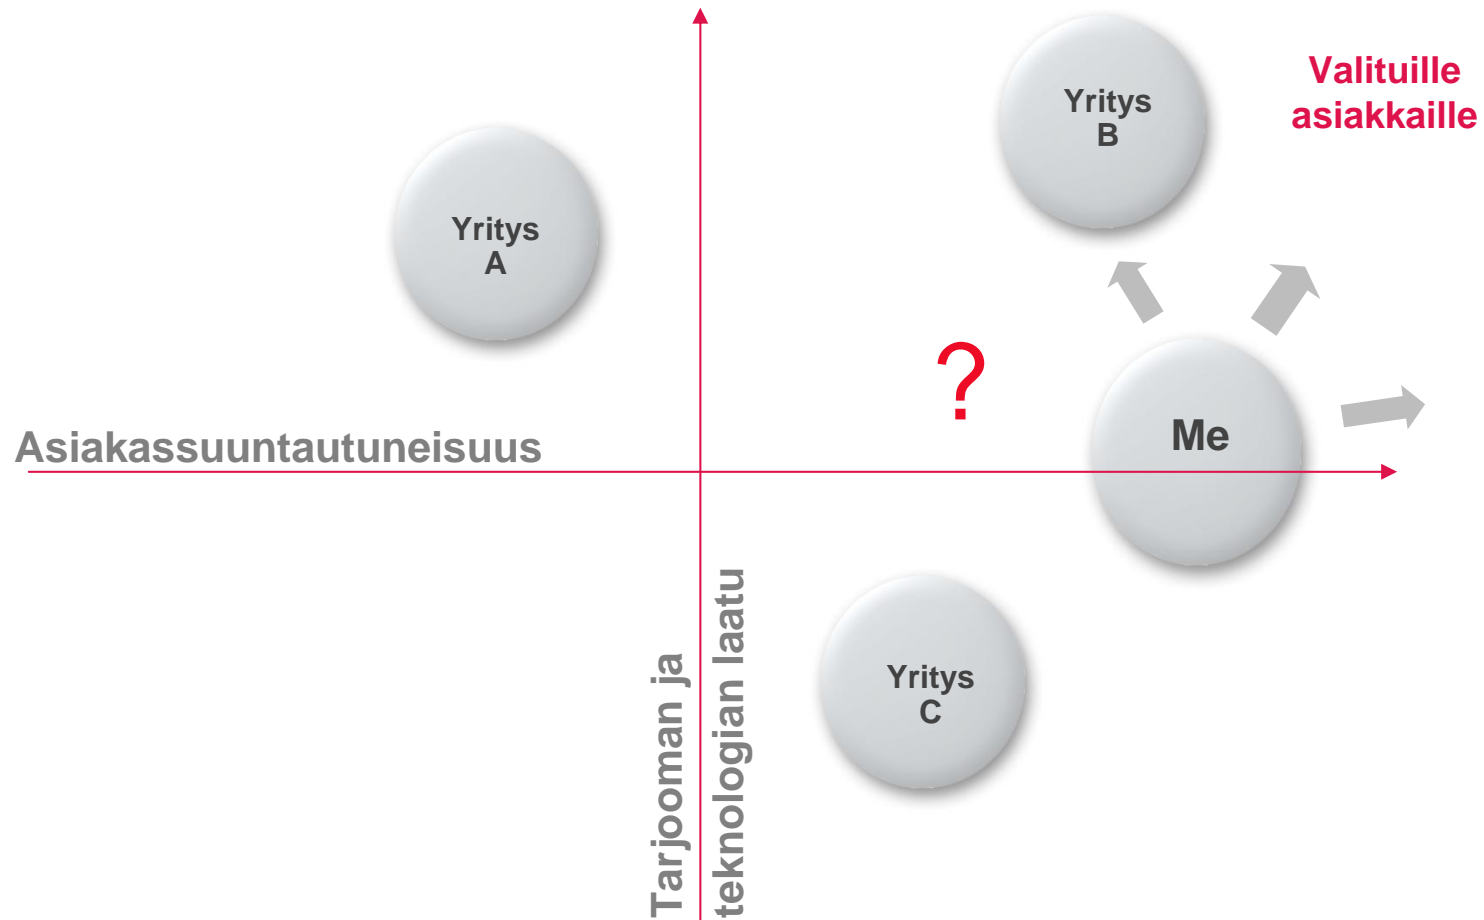 Valituille
asiakkaille
Yritys
B
Yritys
A
?
Me
Asiakassuuntautuneisuus
Yritys
C
Tarjooman ja
teknologian laatu